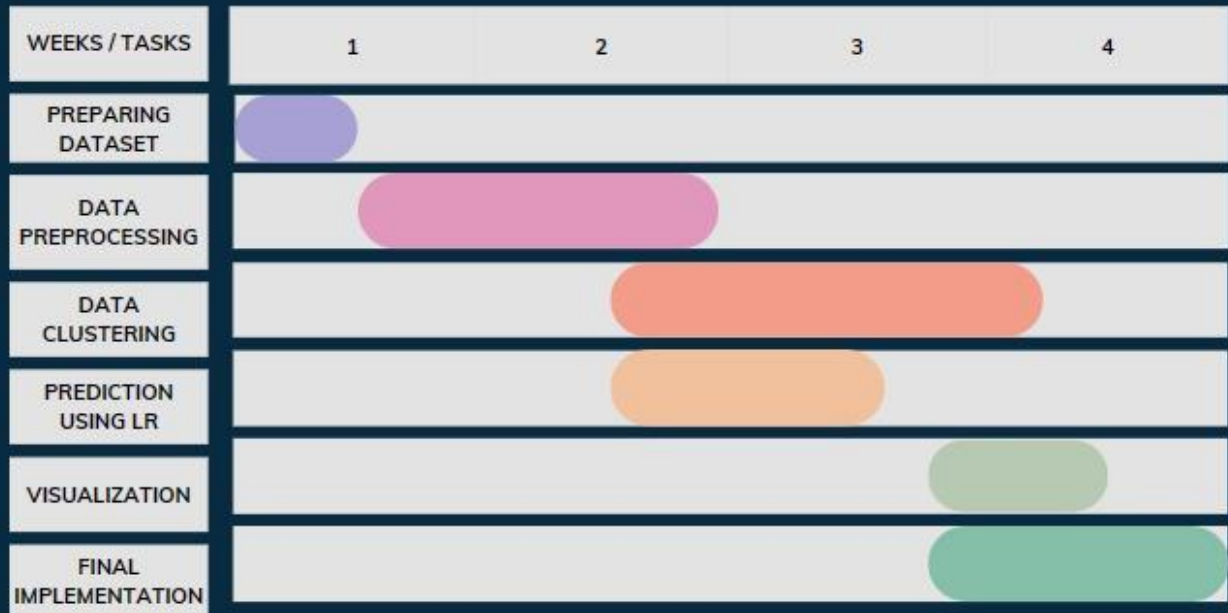 WEEKS / TASKS
1
2
3
4
PREPARING
DATASET
DATA
PREPROCESSING
DATA
CLUSTERING
PREDICTION
USING LR
VISUALIZATION
FINAL
IMPLEMENTATION